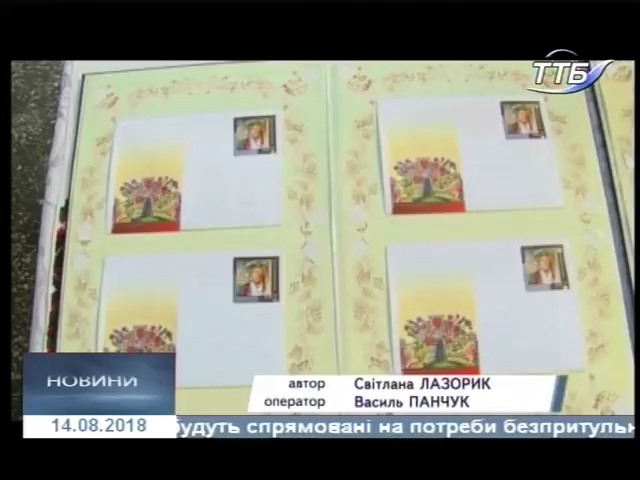 ТТБ
НОВИНИ
автор Світлана ЛАЗОРИК
оператор Василь ПАНЧУК
14.08.2018
будуть спрямовані на потреби безпритульн